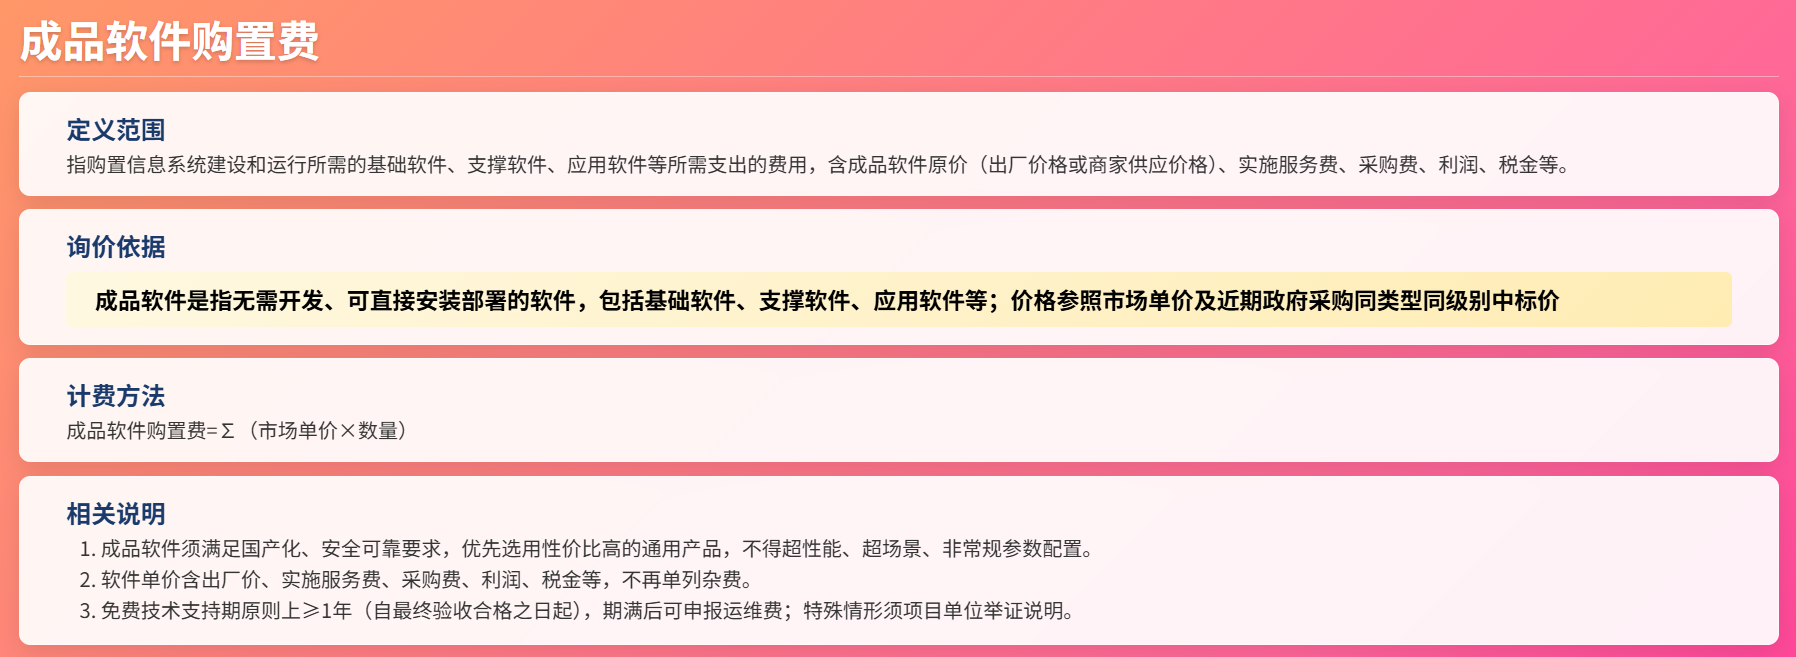 成品软件购置费
定义范围
指购置信息系统建设和运行所需的基础软件、支撑软件、应用软件等所需支出的费用，含成品软件原价（出厂价格或商家供应价格）、实施服务费、采购费、利润、税金等。
询价依据
成品软件是指无需开发、可直接安装部署的软件，包括基础软件、支撑软件、应用软件等；价格参照市场单价及近期政府采购同类型同级别中标价
计费方法
成品软件购置费=Σ（市场单价×数量）
相关说明
1. 成品软件须满足国产化、安全可靠要求，优先选用性价比高的通用产品，不得超性能、超场景、非常规参数配置。
2. 软件单价含出厂价、实施服务费、采购费、利润、税金等，不再单列杂费。
3. 免费技术支持期原则上≥1年（自最终验收合格之日起），期满后可申报运维费；特殊情形须项目单位举证说明。